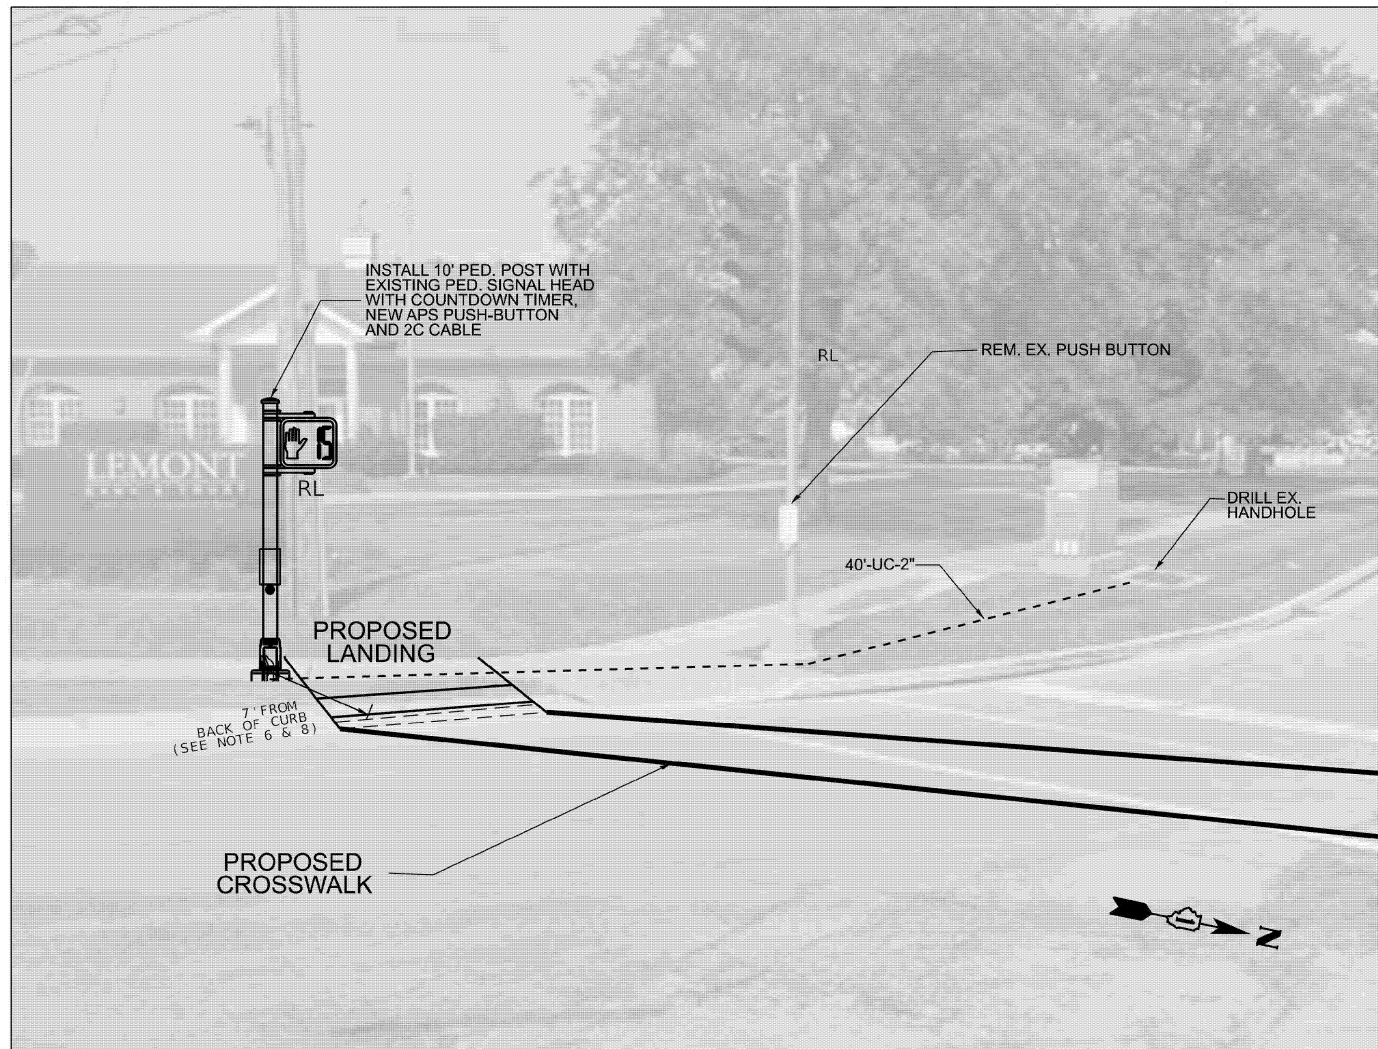 INSTALL 10' PED. POST WITH
EXISTING PED. SIGNAL HEAD
WITH COUNTDOWN TIMER,
NEW APS PUSH-BUTTON
AND 2C CABLE
RL
REM. EX. PUSH BUTTON
15
LEMONT
RL
DRILL EX.
HANDHOLE
40'-UC-2"
PROPOSED
LANDING
7' FROM
BACK OF CURB
(SEE NOTE 6 & 8)
PROPOSED
CROSSWALK
N